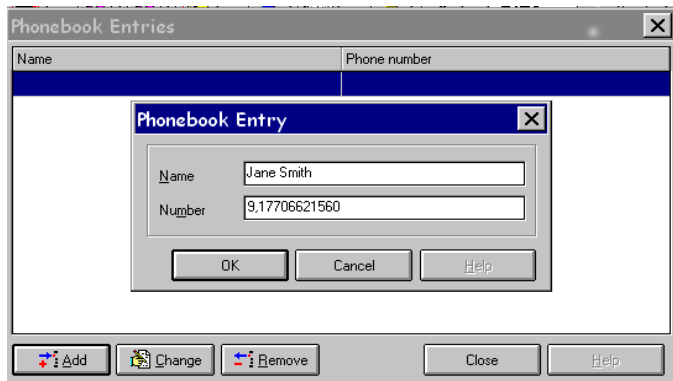 Phonebook Entries
Name Phone number
Phonebook Entry
Name Jane Smith
Number 9,17706621560
OK Cancel Help
Add Change Remove Close Help